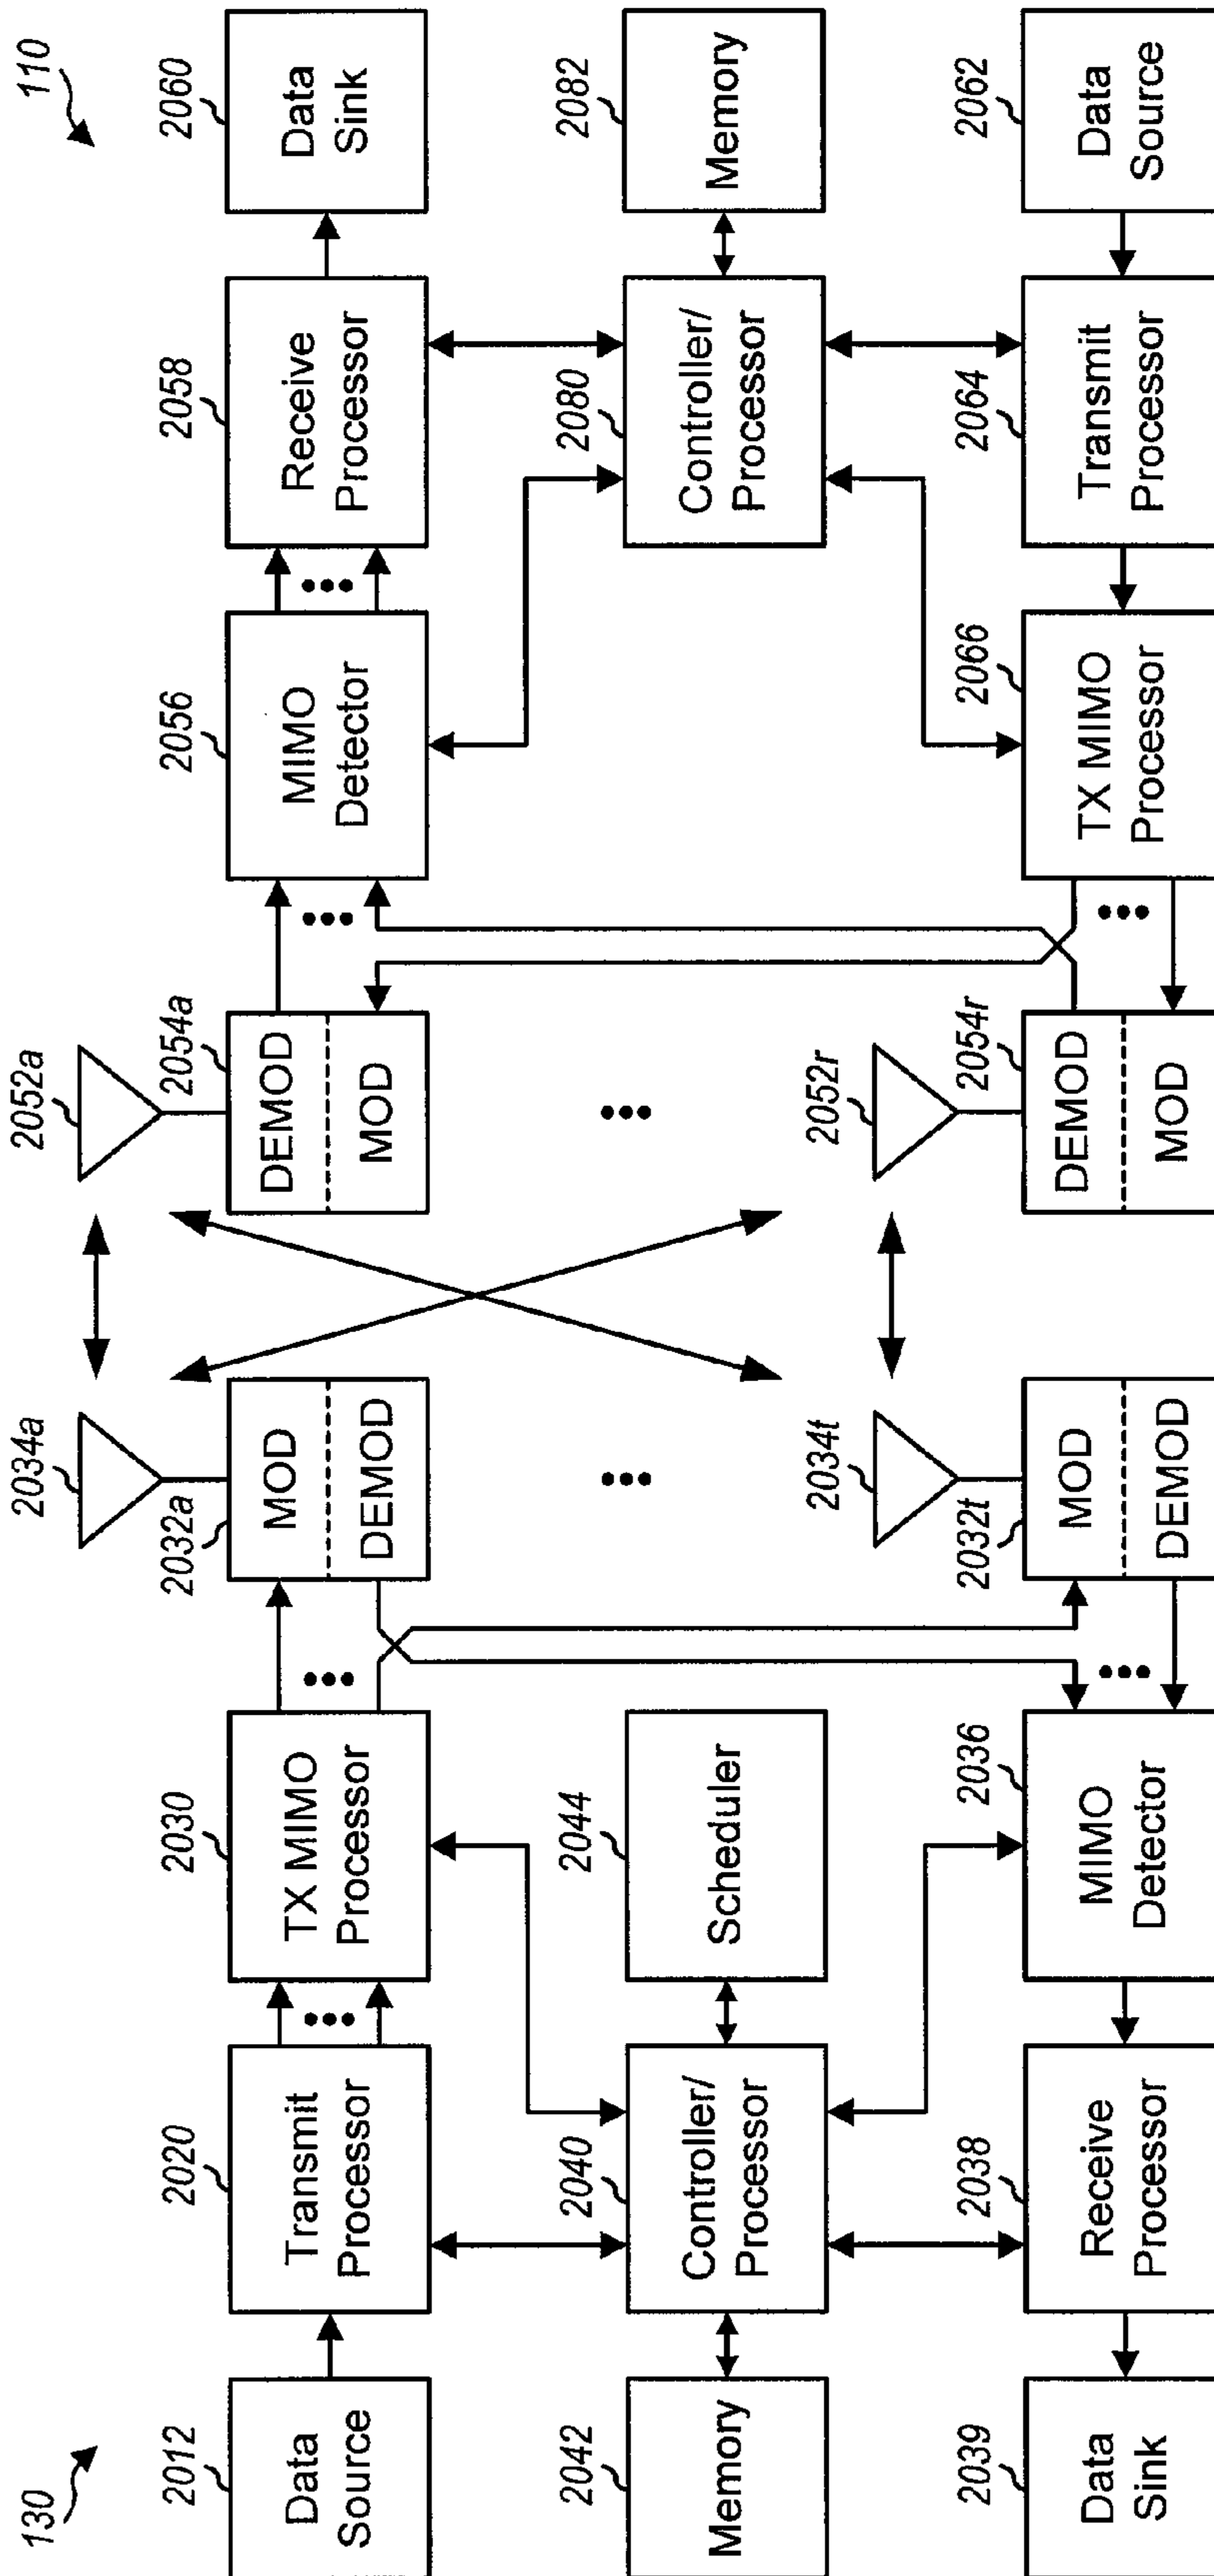 130
2012
Data
Source
2020
Transmit
Processor
2030
TX MIMO
Processor
2034a
2032a
MOD
DEMOD
2052a
2054a
DEMOD
MOD
2056
MIMO
Detector
2058
Receive
Processor
2060
Data
Sink
110
2042
Memory
2040
Controller/
Processor
2044
Scheduler
2080
Controller/
Processor
2082
Memory
2039
Data
Sink
2038
Receive
Processor
2036
MIMO
Detector
2034t
2032t
MOD
DEMOD
2052r
2054r
DEMOD
MOD
2066
TX MIMO
Processor
2064
Transmit
Processor
2062
Data
Source